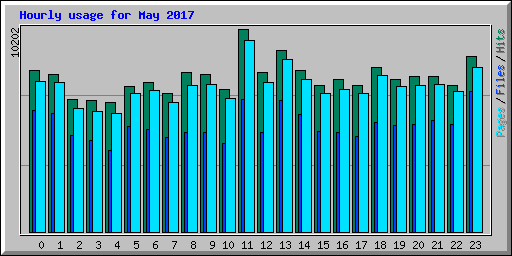 Hourly usage for May 2017
10202
Pages/Files/Hits
0 1 2 3 4 5 6 7 8 9 10 11 12 13 14 15 16 17 18 19 20 21 22 23